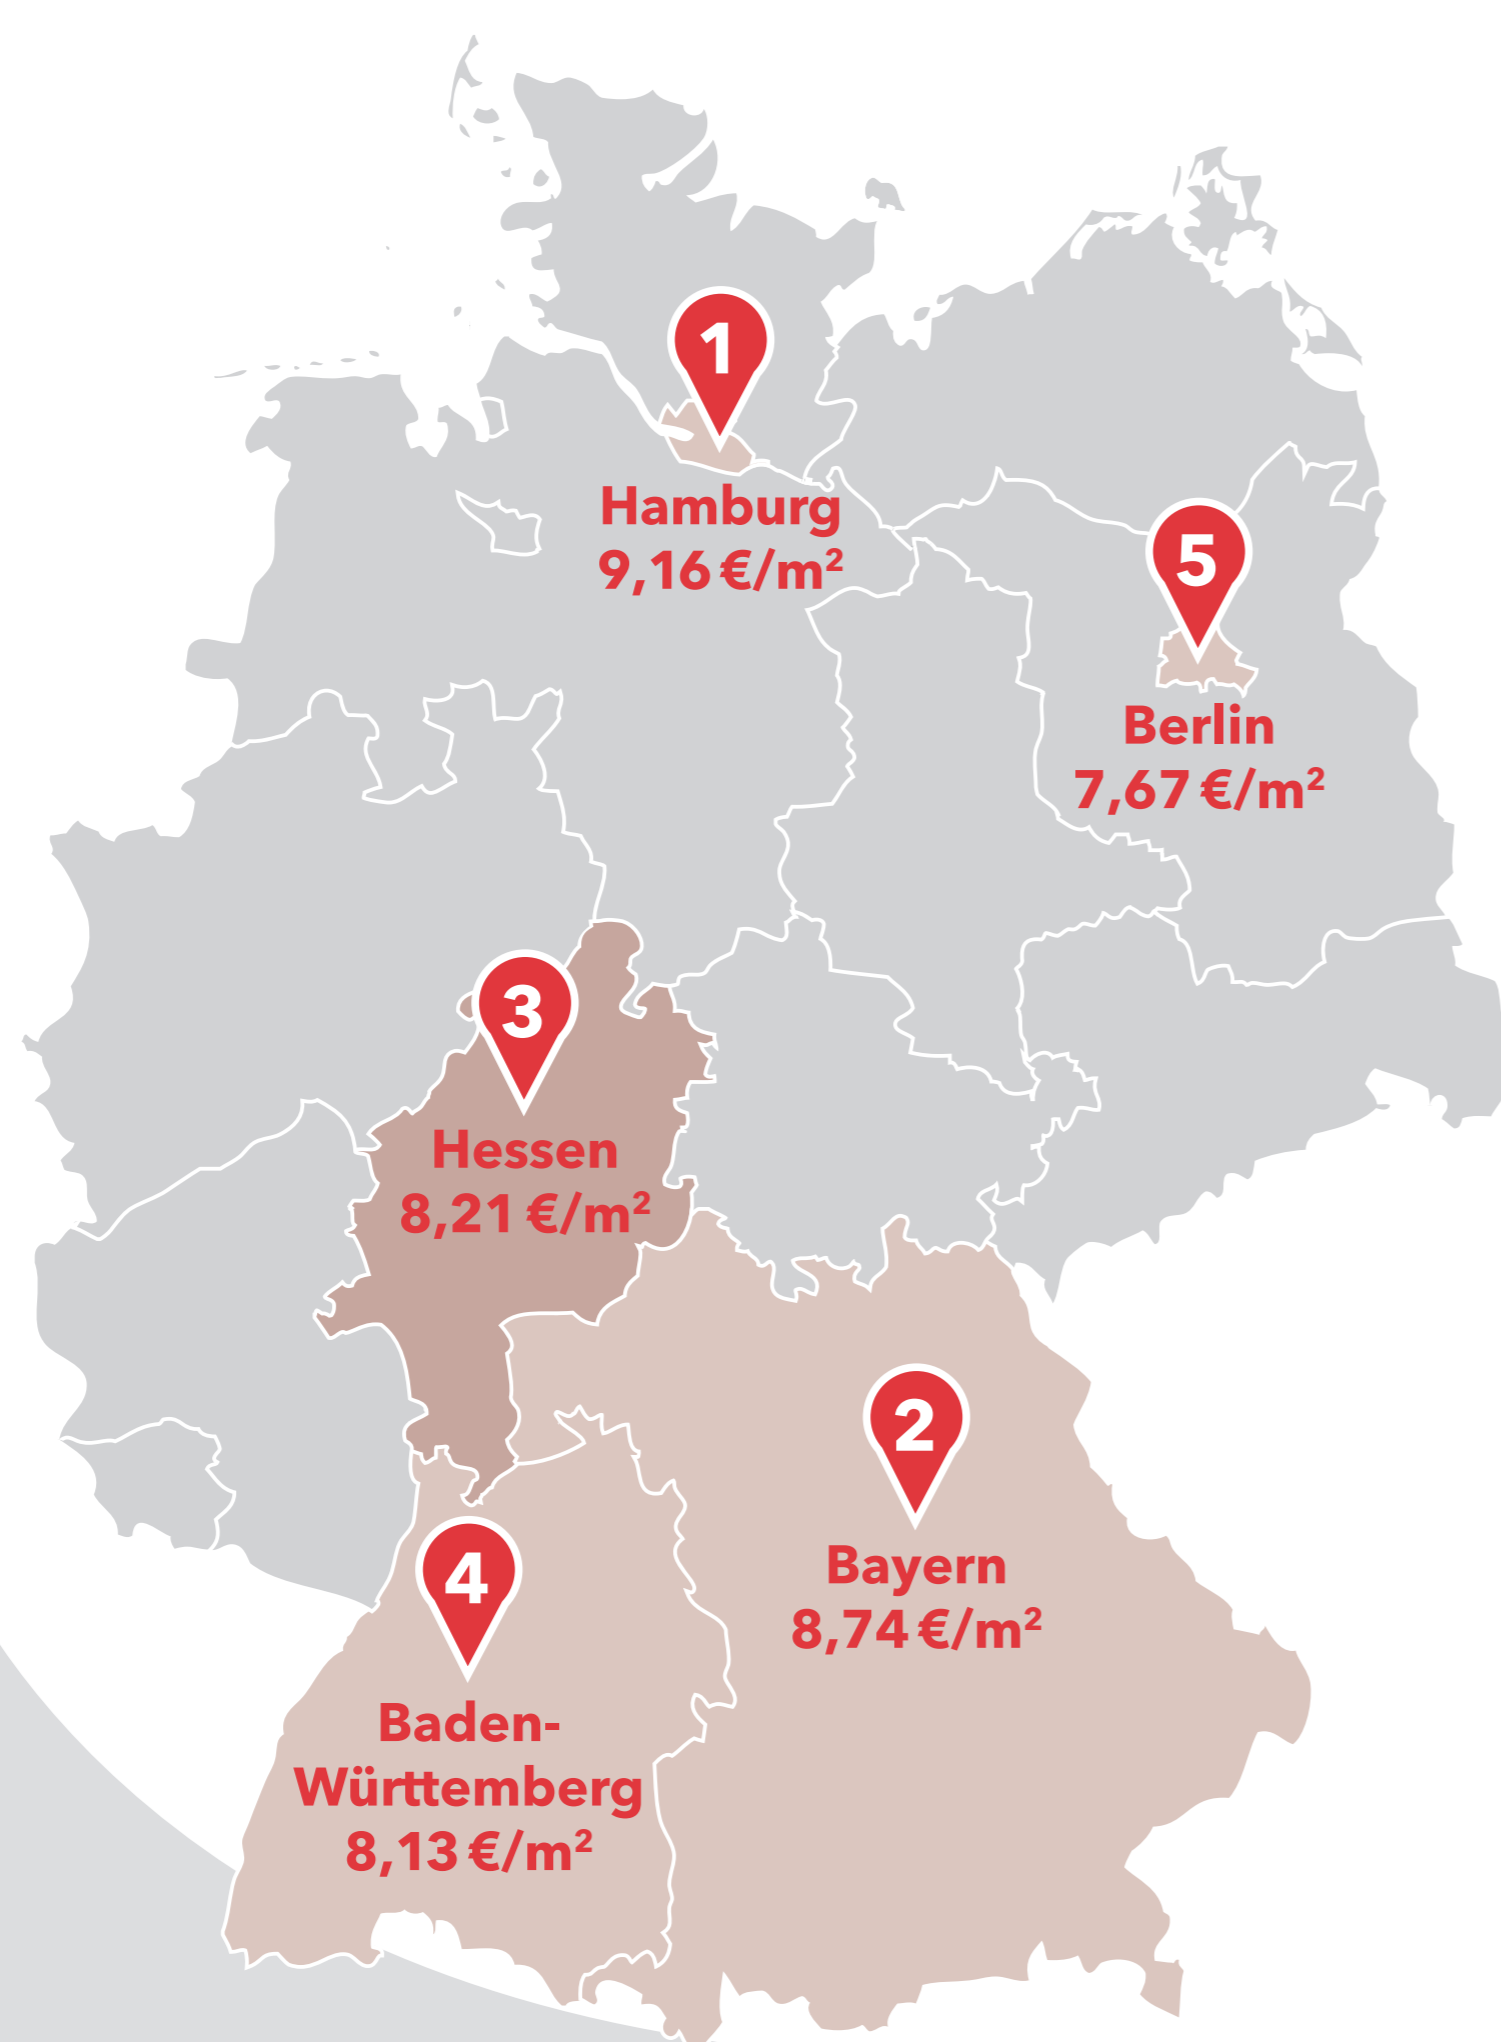 1
Hamburg
9,16 €/m²
5
Berlin
7,67 €/m²
3
Hessen
8,21 €/m²
2
Bayern
8,74 €/m²
4
Baden-
Württemberg
8,13 €/m²